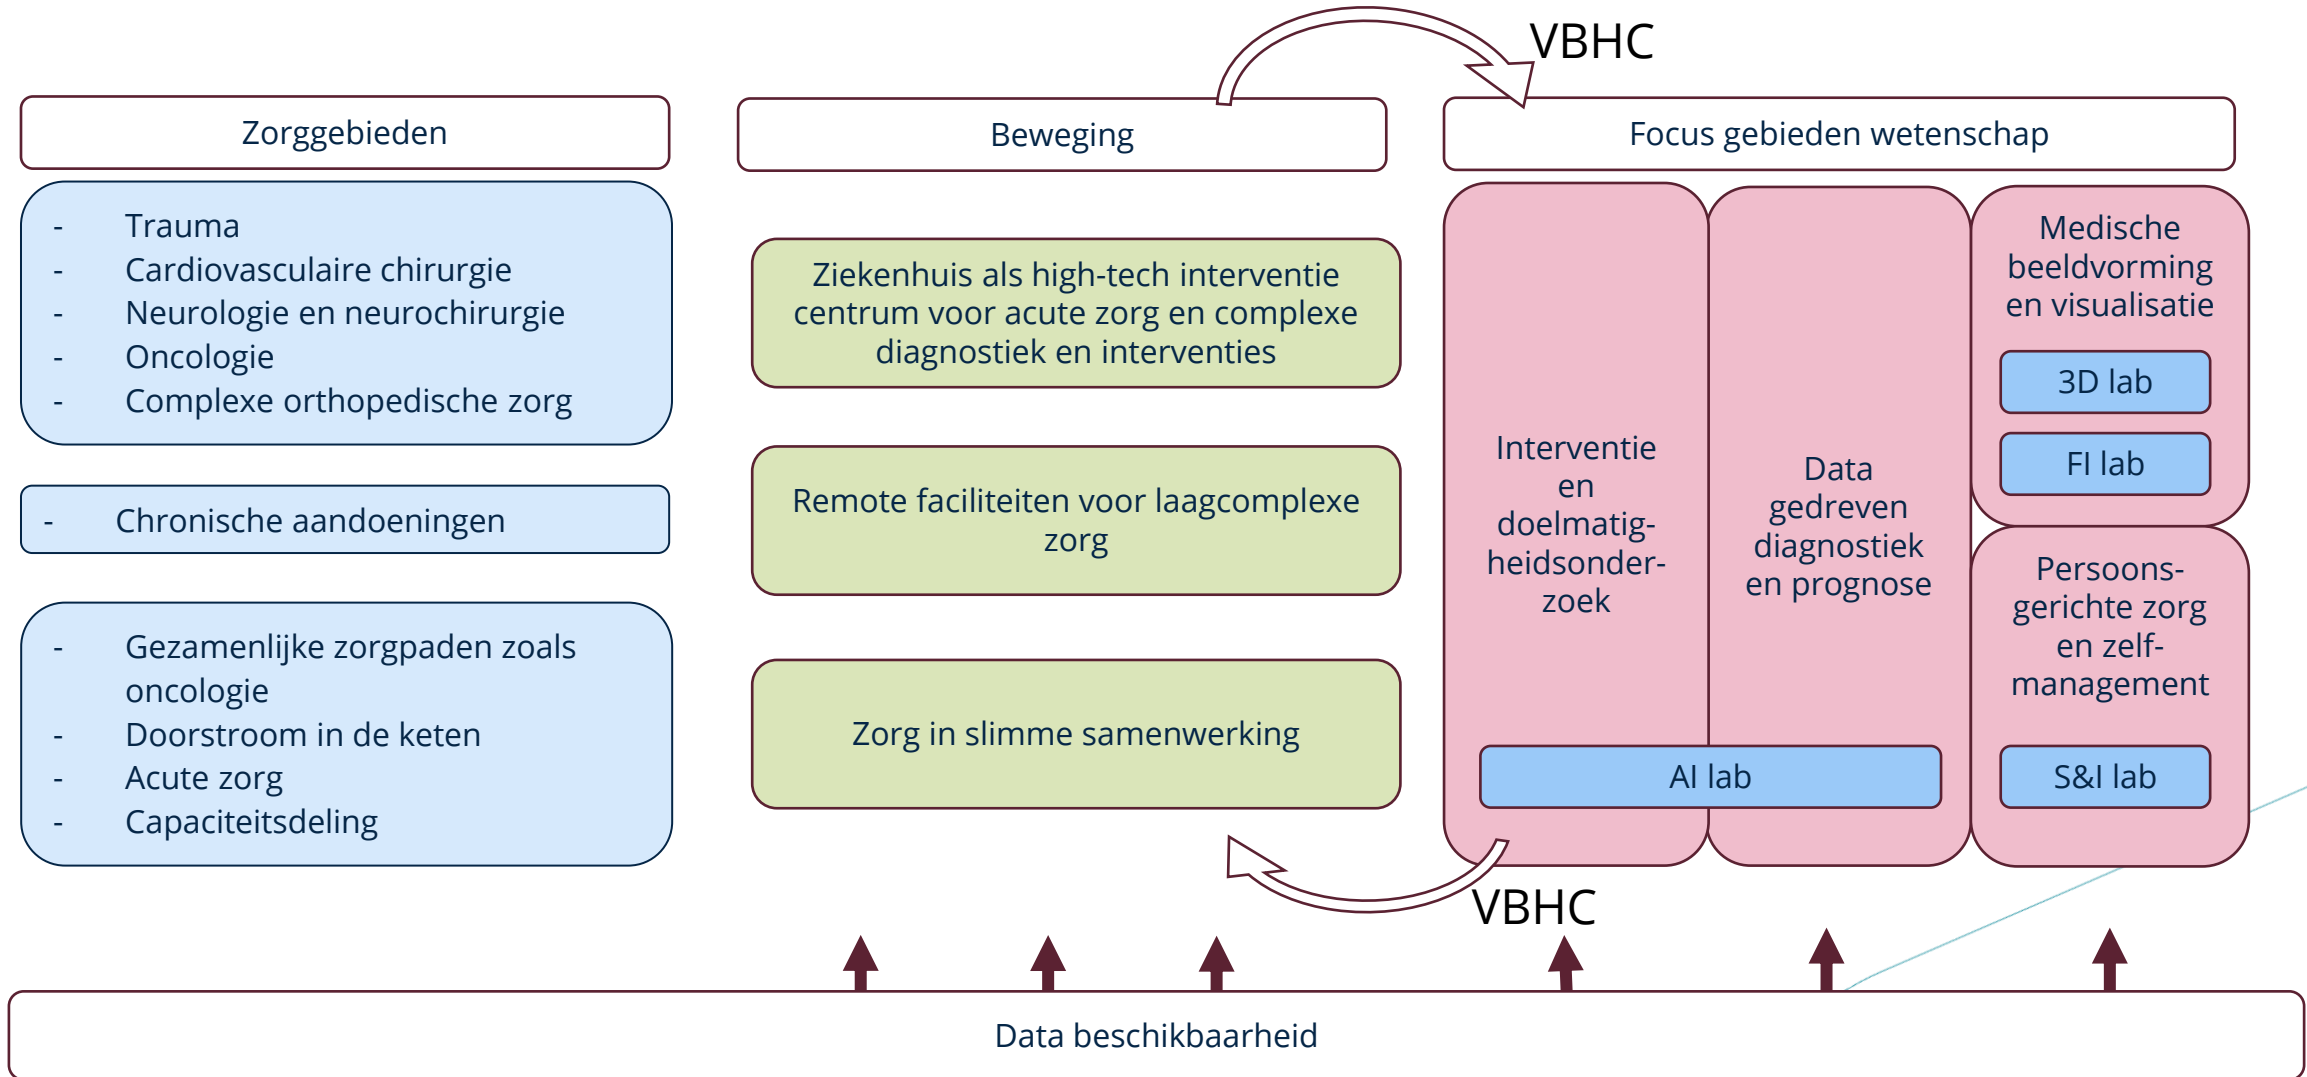 VBHC
Zorggebieden
- Trauma
- Cardiovasculaire chirurgie
- Neurologie en neurochirurgie
- Oncologie
- Complexe orthopedische zorg
- Chronische aandoeningen
- Gezamenlijke zorgpaden zoals
oncologie
- Doorstroom in de keten
- Acute zorg
- Capaciteitsdeling
Beweging
Ziekenhuis als high-tech interventie
centrum voor acute zorg en complexe
diagnostiek en interventies
Remote faciliteiten voor laagcomplexe
zorg
Zorg in slimme samenwerking
Focus gebieden wetenschap
Interventie
en
doelmatig-
heidsonder-
zoek
Data
gedreven
diagnostiek
en prognose
AI lab
Medische
beeldvorming
en visualisatie
3D lab
FI lab
Persoons-
gerichte zorg
en zelf-
management
S&I lab
VBHC
Data beschikbaarheid